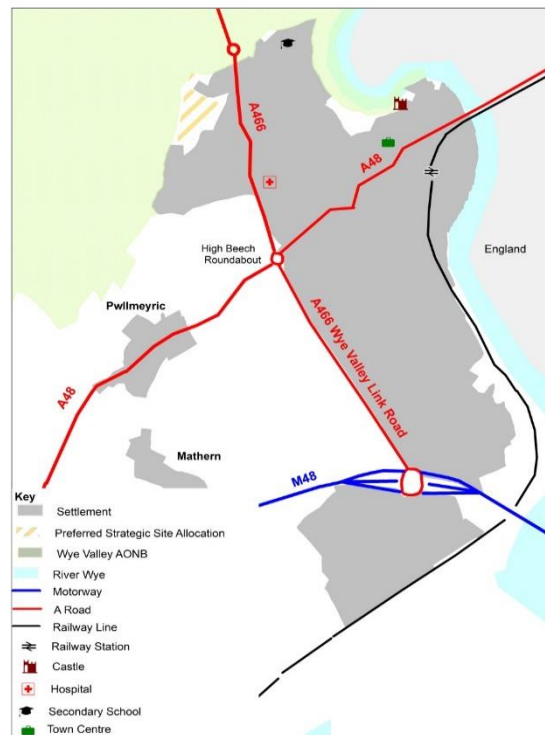 A466
A48
High Beech
Roundabout
England
Pwllmeyric
A466 Wye Valley Link Road
A48
Mathern
M48
Key
Settlement
Preferred Strategic Site Allocation
Wye Valley AONB
River Wye
Motorway
A Road
Railway Line
Railway Station
Castle
Hospital
Secondary School
Town Centre